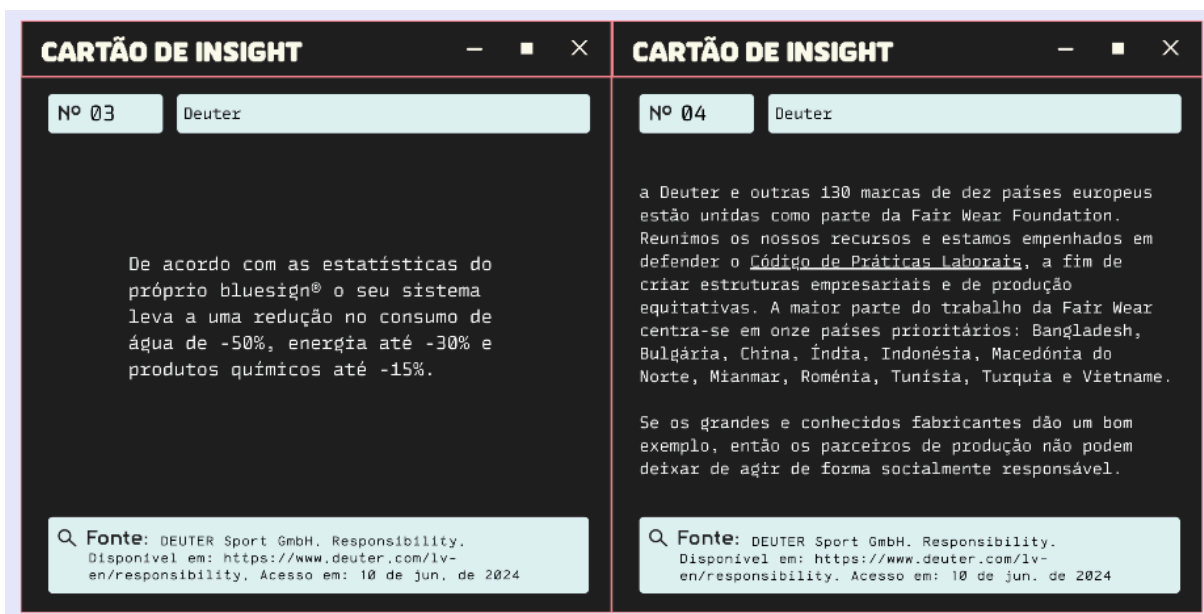 CARTÃO DE INSIGHT
Nº 03
Deuter
De acordo com as estatísticas do
próprio bluesign® o seu sistema
leva a uma redução no consumo de
água de -50%, energia até -30% e
produtos químicos até -15%.
Fonte: DEUTER Sport GmbH. Responsibility.
Disponível em: https://www.deuter.com/lv-
en/responsibility. Acesso em: 10 de jun. de 2024
CARTÃO DE INSIGHT
Nº 04
Deuter
a Deuter e outras 130 marcas de dez países europeus
estão unidas como parte da Fair Wear Foundation.
Reunimos os nossos recursos e estamos empenhados em
defender o Código de Práticas Laborais, a fim de
criar estruturas empresariais e de produção
equitativas. A maior parte do trabalho da Fair Wear
centra-se em onze países prioritários: Bangladesh,
Bulgária, China, Índia, Indonésia, Macedónia do
Norte, Mianmar, Roménia, Tunísia, Turquia e Vietname.
Se os grandes e conhecidos fabricantes dão um bom
exemplo, então os parceiros de produção não podem
deixar de agir de forma socialmente responsável.
Fonte: DEUTER Sport GmbH. Responsibility.
Disponível em: https://www.deuter.com/lv-
en/responsibility. Acesso em: 10 de jun. de 2024